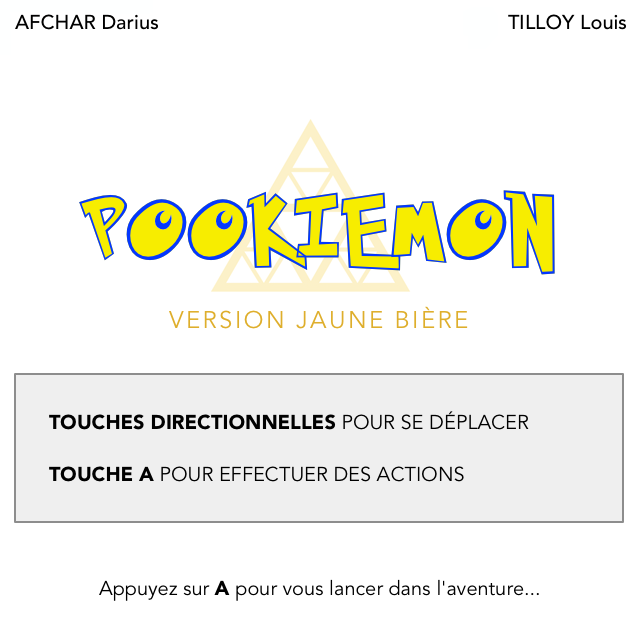 AFCHAR Darius
TILLOY Louis
POOKIEMON
VERSION JAUNE BIÈRE
TOUCHES DIRECTIONNELLES POUR SE DÉPLACER
TOUCHE A POUR EFFECTUER DES ACTIONS
Appuyez sur A pour vous lancer dans l'aventure...